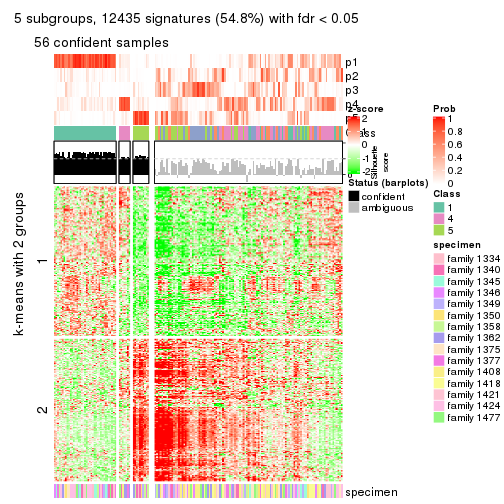 5 subgroups, 12435 signatures (54.8%) with fdr < 0.05
56 confident samples
p1
p2
p3
p4
p5
Class
z-score
2
1
0
-1
-2
Silhouette
score
Status (barplots)
confident
ambiguous
Prob
1
0.8
0.6
0.4
0.2
0
Class
1
4
5
specimen
family 1334
family 1340
family 1345
family 1346
family 1349
family 1350
family 1358
family 1362
family 1375
family 1377
family 1408
family 1418
family 1421
family 1424
family 1477
k-means with 2 groups
1
2
specimen